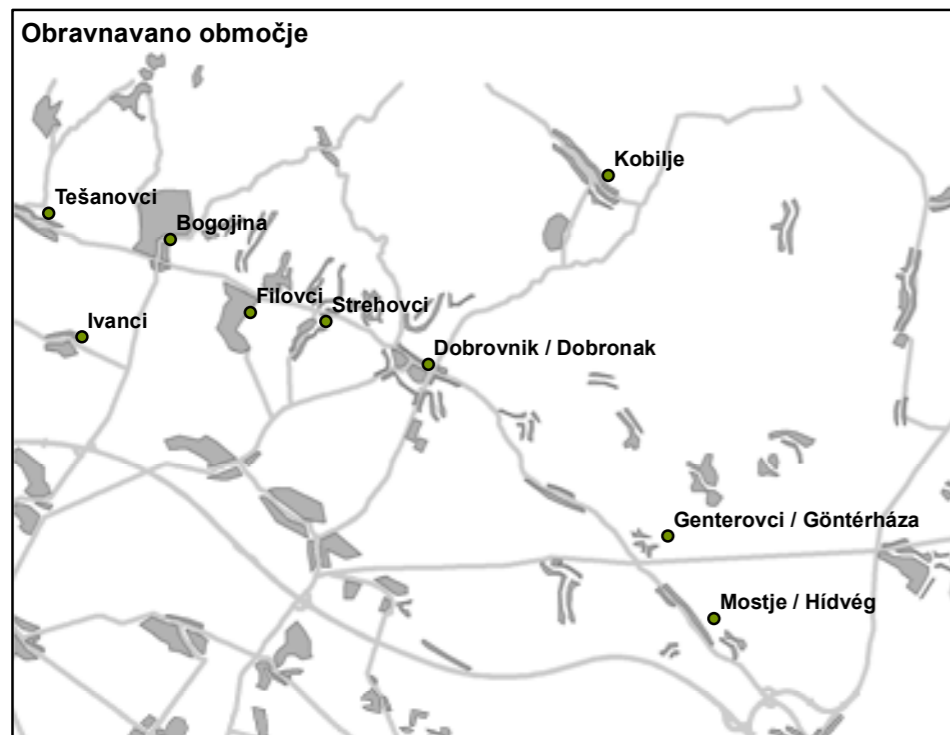 Obravnavano območje
Kobilje
Tešanovci
Bogojina
Filovci
Strehovci
Ivanci
Dobrovnik / Dobronak
Genterovci / Göntérháza
Mostje / Hídvég